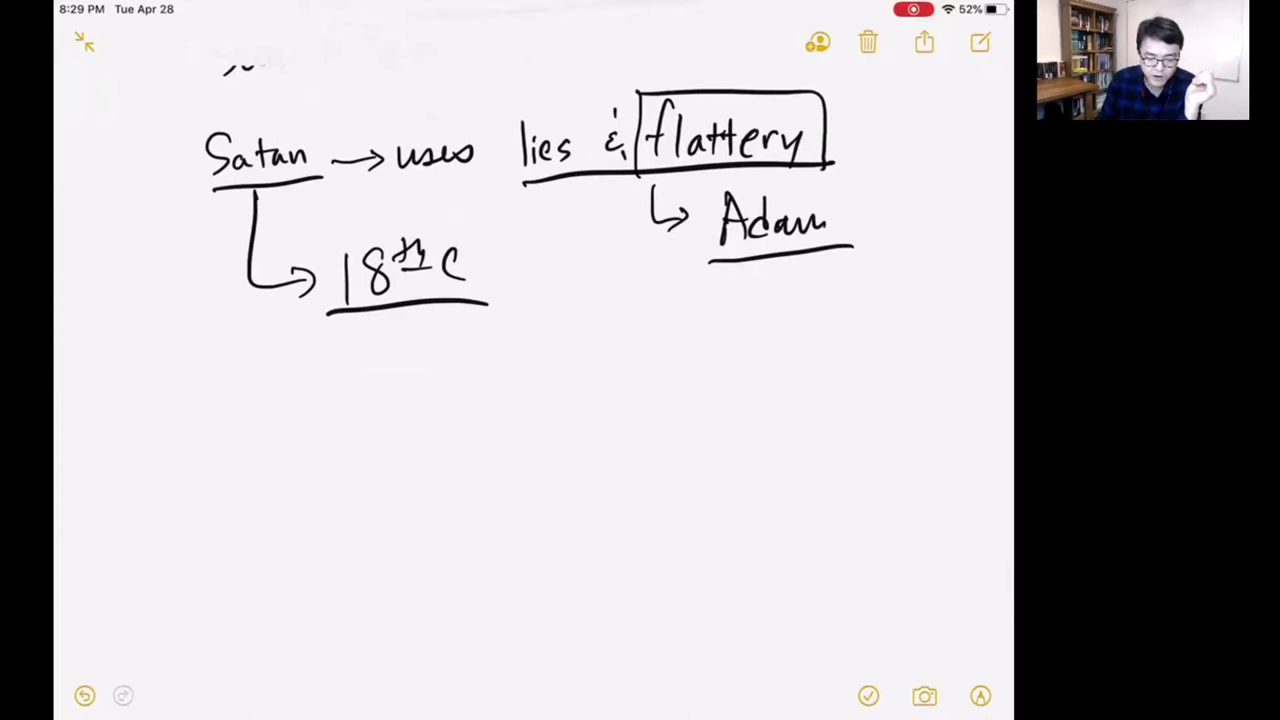 8:29 PM Tue Apr 28 52%
Satan → uses lies & flattery
↳ Adam
↳ 18th C